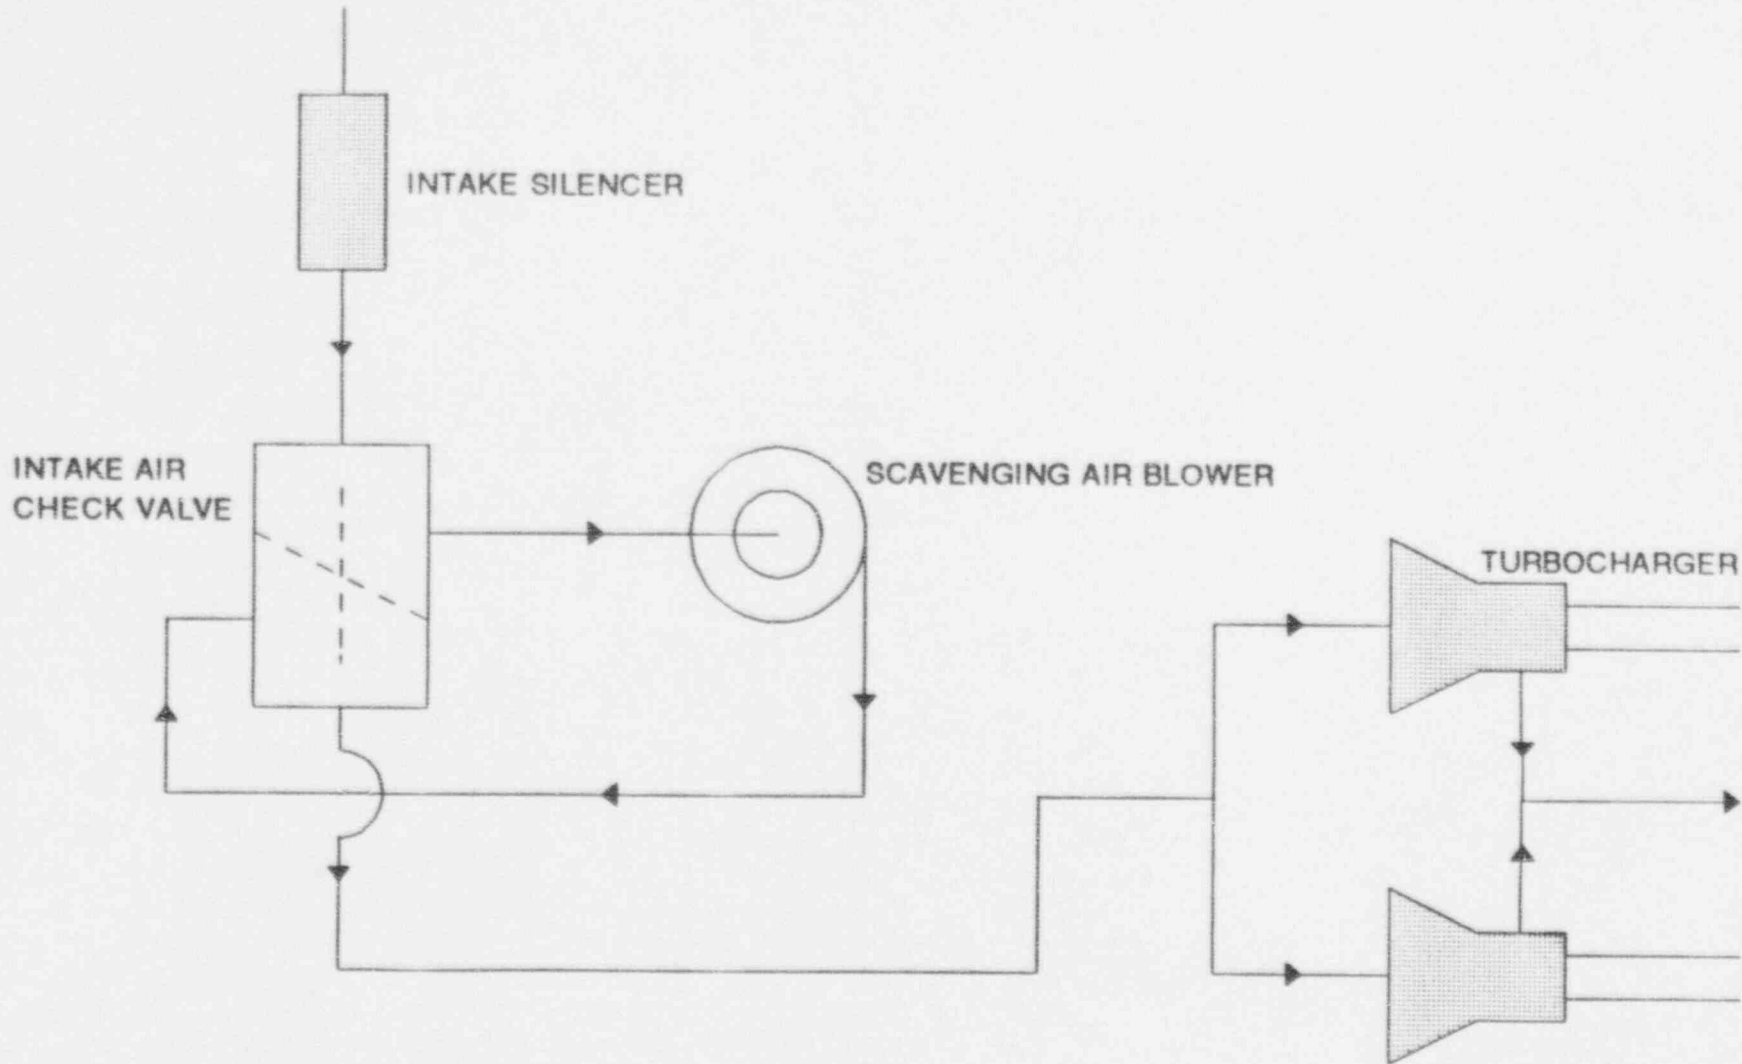 INTAKE SILENCER
INTAKE AIR
CHECK VALVE
SCAVENGING AIR BLOWER
TURBOCHARGER